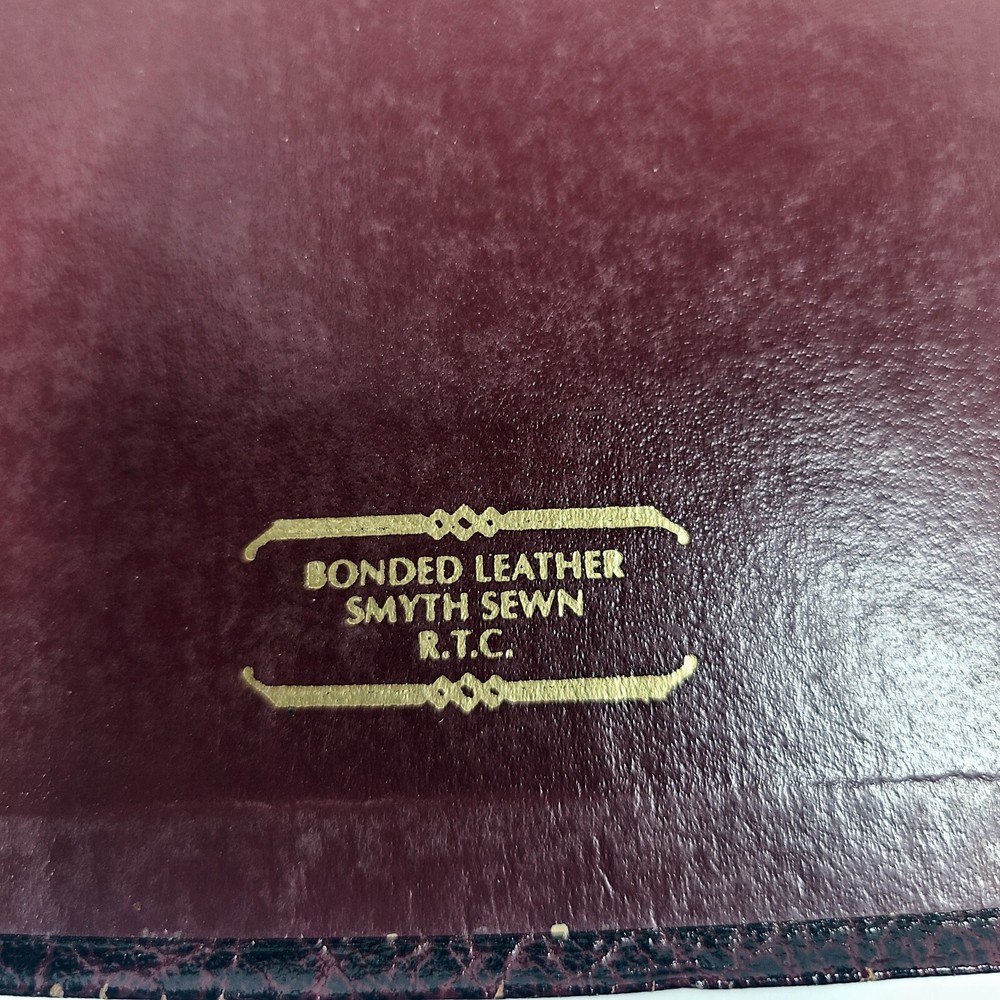 BONDED LEATHER
SMYTH SEWN
R.T.C.